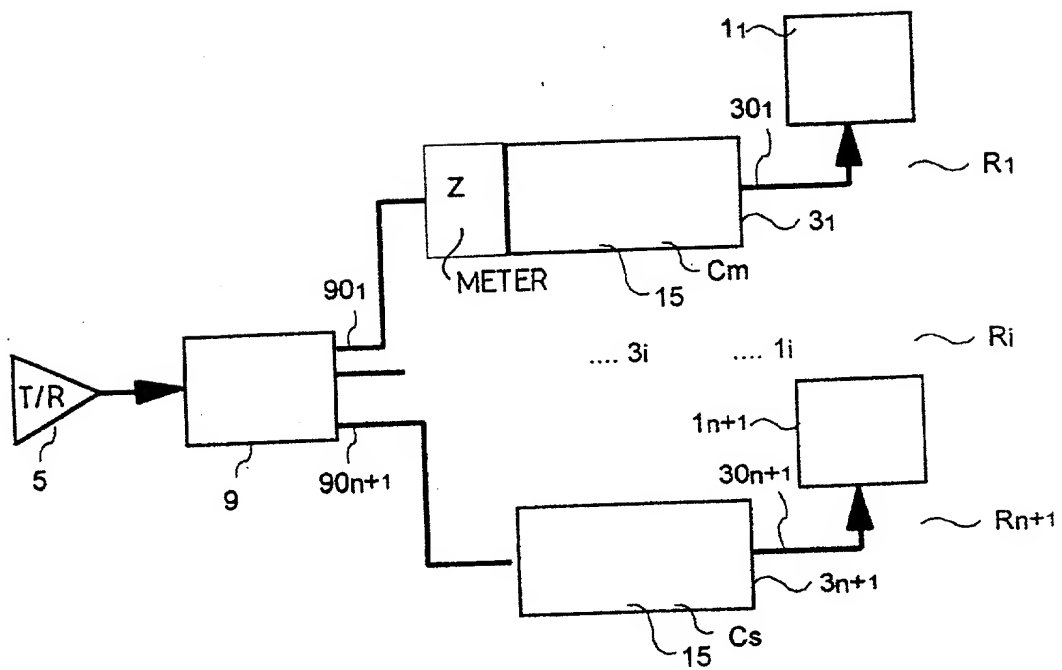 11
301
R1
Z
31
METER
15
Cm
901
Ri
.... 3i
.... 1i
T/R
1n+1
5
9
90n+1
30n+1
Rn+1
3n+1
15
Cs